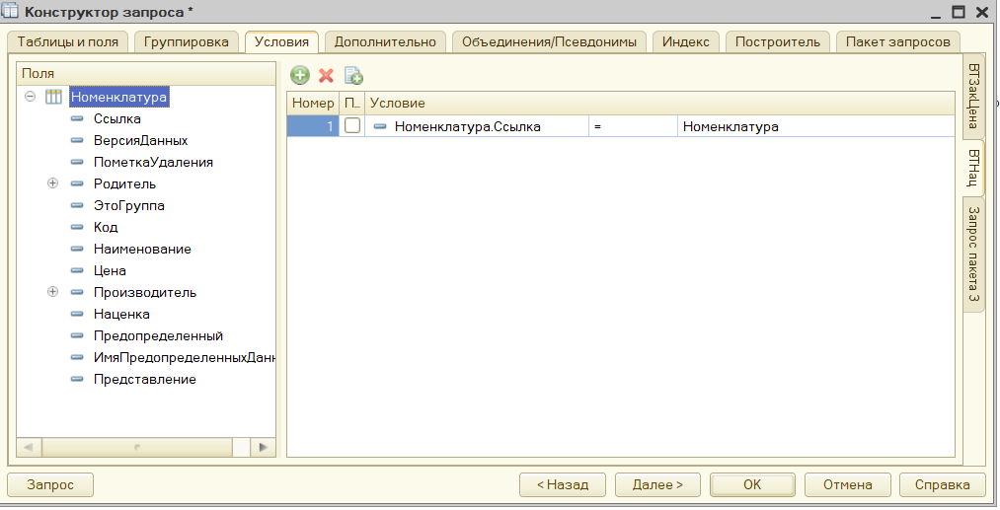 Конструктор запроса *
Таблицы и поля Группировка Условия Дополнительно Объединения/Псевдонимы Индекс Построитель Пакет запросов
Поля
Номенклатура
Ссылка
ВерсияДанных
ПометкаУдаления
Родитель
ЭтоГруппа
Код
Наименование
Цена
Производитель
Наценка
Предопределенный
ИмяПредопределенныхДанн
Представление
Номер П... Условие
1 Номенклатура.Ссылка = Номенклатура
ВТЗакЦена
ВТНац
Запрос пакета 3
Запрос < Назад Далее > ОК Отмена Справка